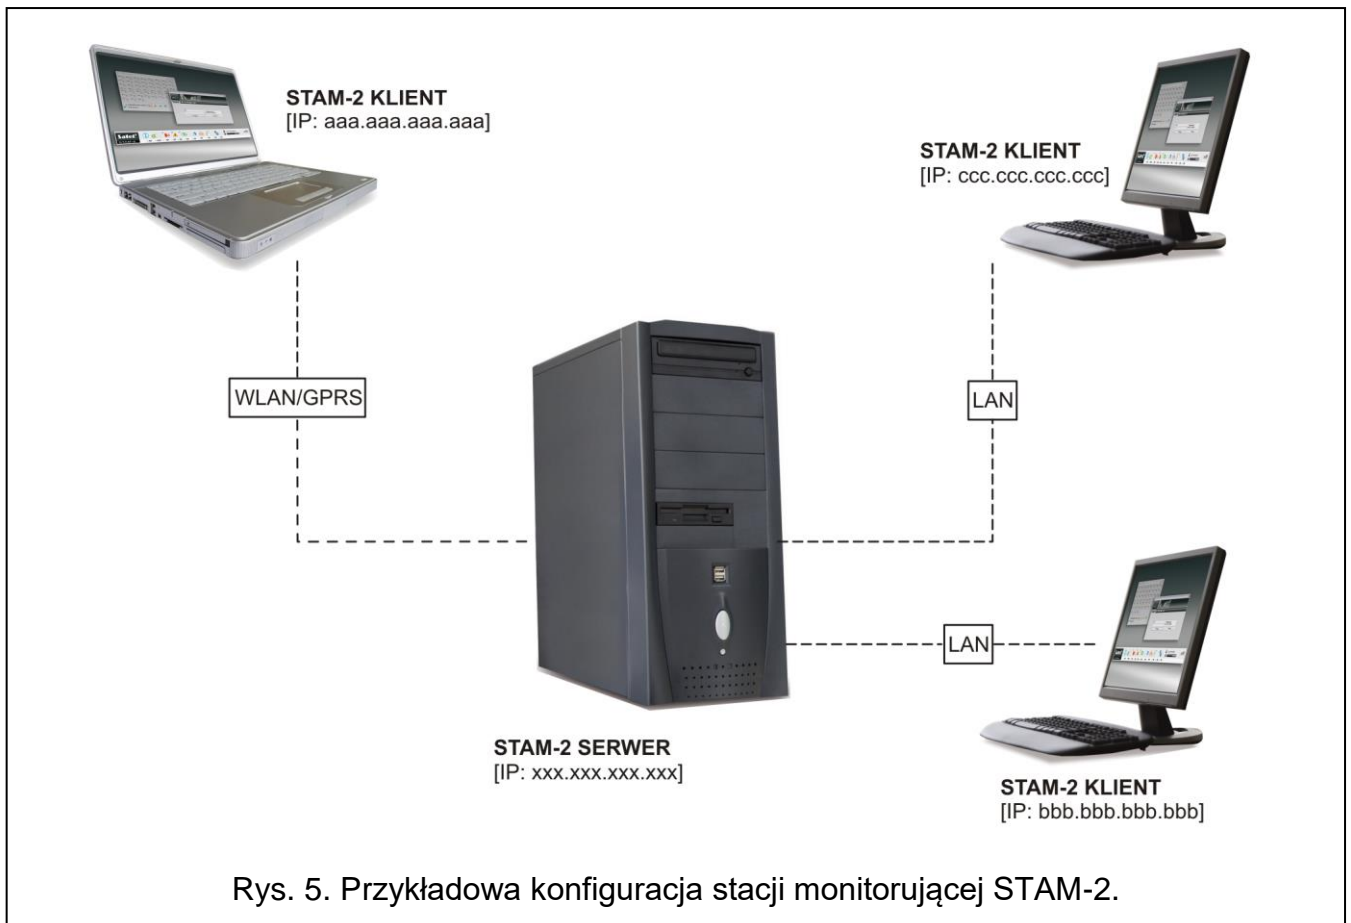 STAM-2 KLIENT
[IP: aaa.aaa.aaa.aaa]
STAM-2 KLIENT
[IP: ccc.ccc.ccc.ccc]
WLAN/GPRS
LAN
LAN
STAM-2 SERWER
[IP: xxx.xxx.xxx.xxx]
STAM-2 KLIENT
[IP: bbb.bbb.bbb.bbb]
Rys. 5. Przykładowa konfiguracja stacji monitorującej STAM-2.